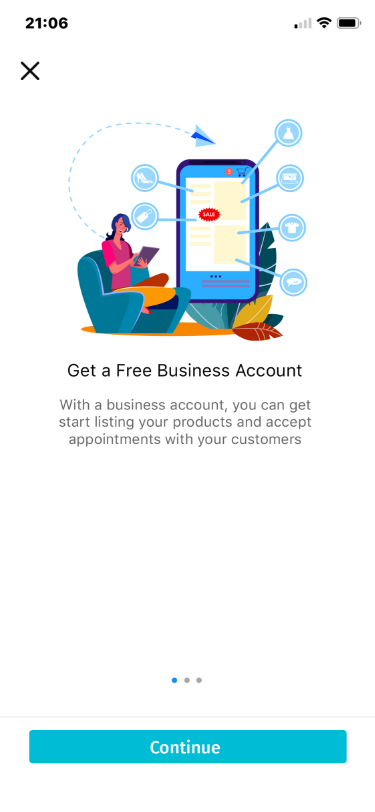 21:06
SALE
Get a Free Business Account
With a business account, you can get
start listing your products and accept
appointments with your customers
Continue